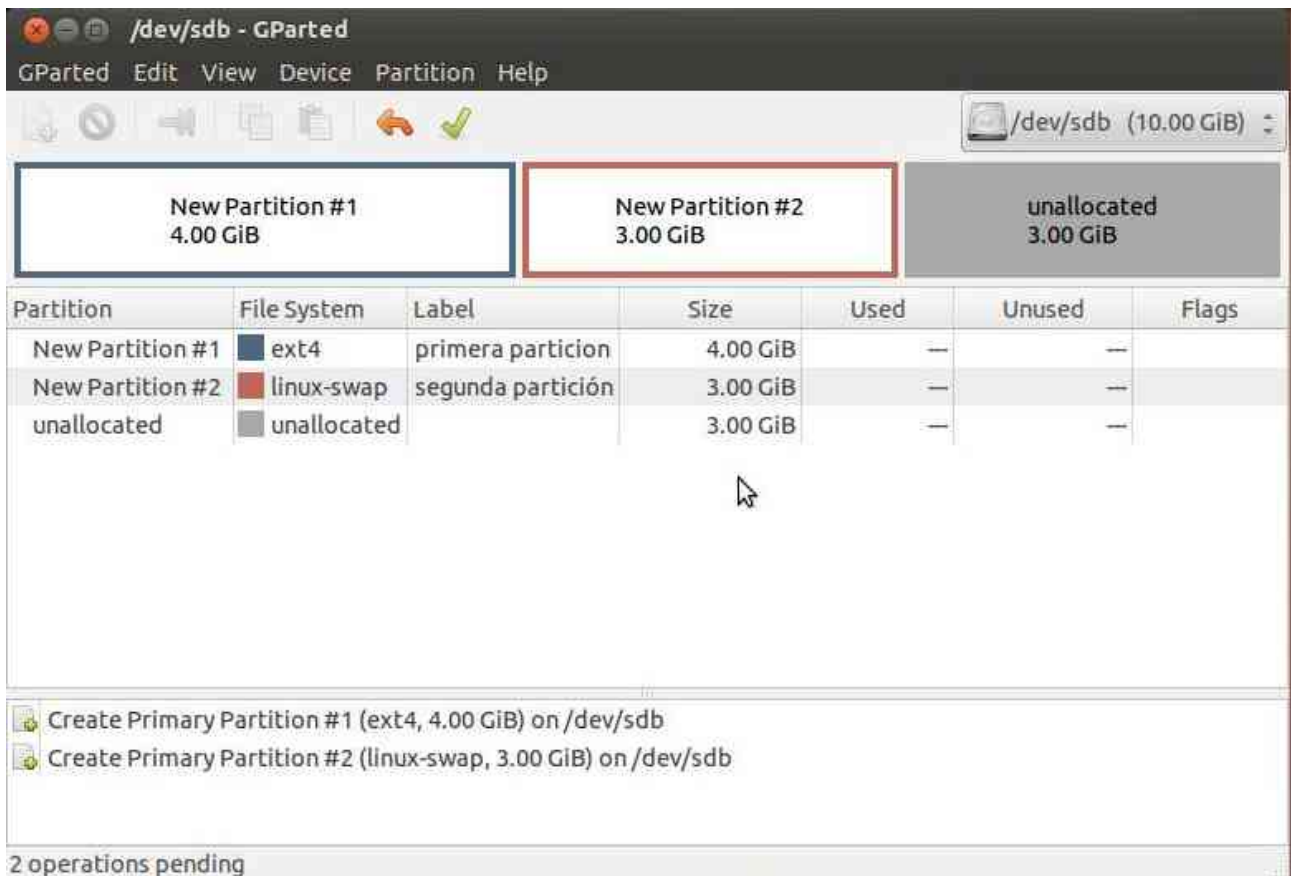 /dev/sdb - GParted
GParted Edit View Device Partition Help
/dev/sdb (10.00 GiB)
New Partition #1
4.00 GiB
New Partition #2
3.00 GiB
unallocated
3.00 GiB
Partition File System Label Size Used Unused Flags
New Partition #1 ext4 primera particion 4.00 GiB --- ---
New Partition #2 linux-swap segunda partición 3.00 GiB --- ---
unallocated unallocated 3.00 GiB --- ---
Create Primary Partition #1 (ext4, 4.00 GiB) on /dev/sdb
Create Primary Partition #2 (linux-swap, 3.00 GiB) on /dev/sdb
2 operations pending